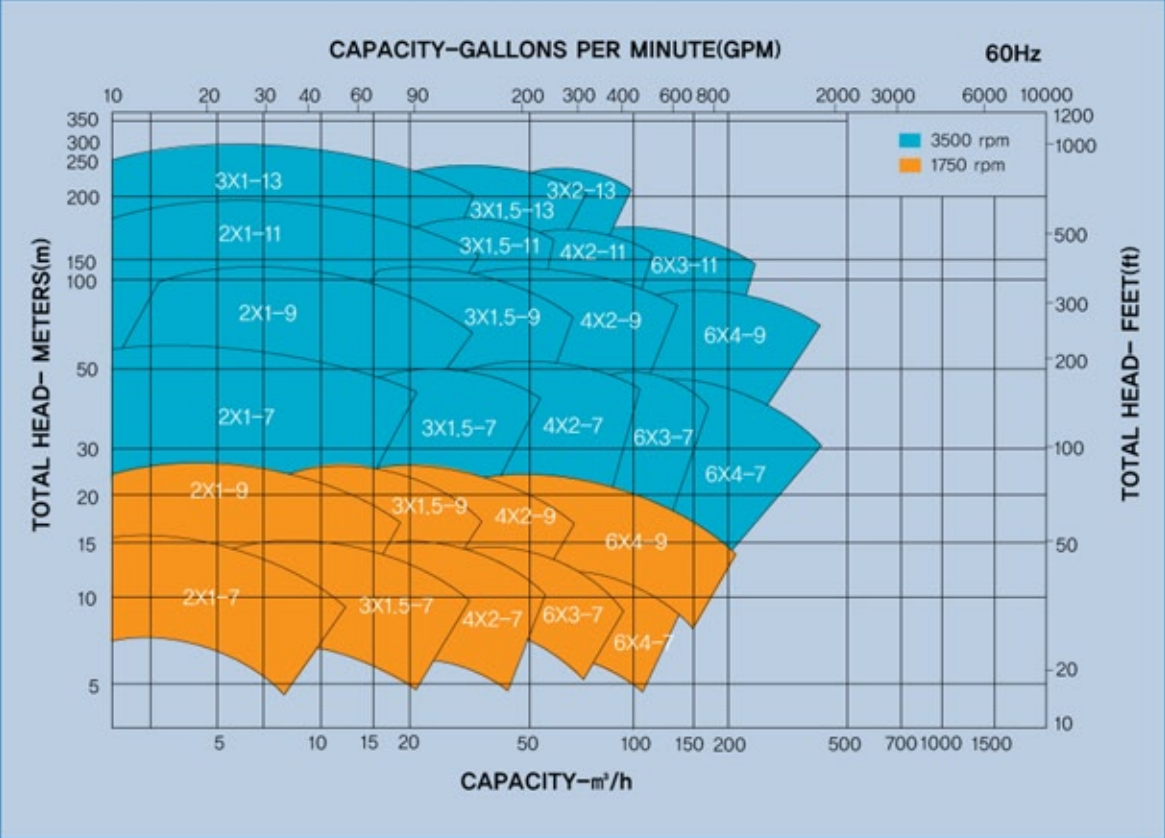 CAPACITY-GALLONS PER MINUTE(GPM)
60Hz
10 20 30 40 60 90 200 300 400 600 800 2000 3000 6000 10000
350
300
250
200
150
100
50
30
20
15
10
5
1200
1000
500
300
200
100
50
20
10
TOTAL HEAD- METERS(m)
TOTAL HEAD- FEET(ft)
3500 rpm
1750 rpm
3X1-13
3X2-13
3X1.5-13
2X1-11
3X1.5-11
4X2-11
6X3-11
2X1-9
3X1.5-9
4X2-9
6X4-9
2X1-7
3X1.5-7
4X2-7
6X3-7
6X4-7
2X1-9
3X1.5-9
4X2-9
6X4-9
2X1-7
3X1.5-7
4X2-7
6X3-7
6X4-7
5 10 15 20 50 100 150 200 500 700 1000 1500
CAPACITY-m³/h